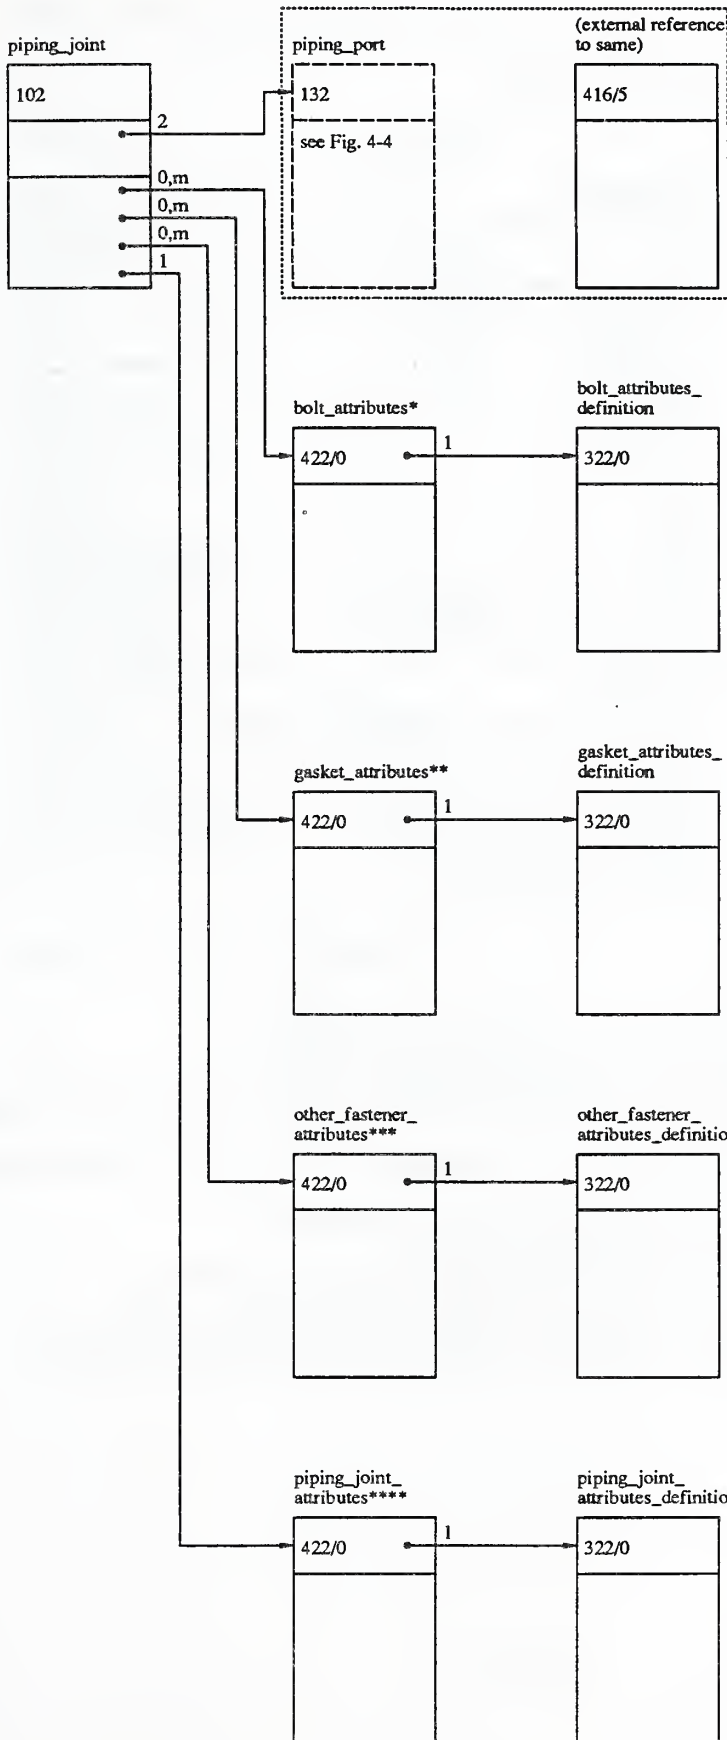 piping_joint
102
2
0,m
0,m
0,m
1
piping_port
132
see Fig. 4-4
(external reference
to same)
416/5
bolt_attributes*
422/0
1
bolt_attributes_
definition
322/0
gasket_attributes**
422/0
1
gasket_attributes_
definition
322/0
other_fastener_
attributes***
422/0
1
other_fastener_
attributes_definitio
322/0
piping_joint_
attributes****
422/0
1
piping_joint_
attributes_definitio
322/0